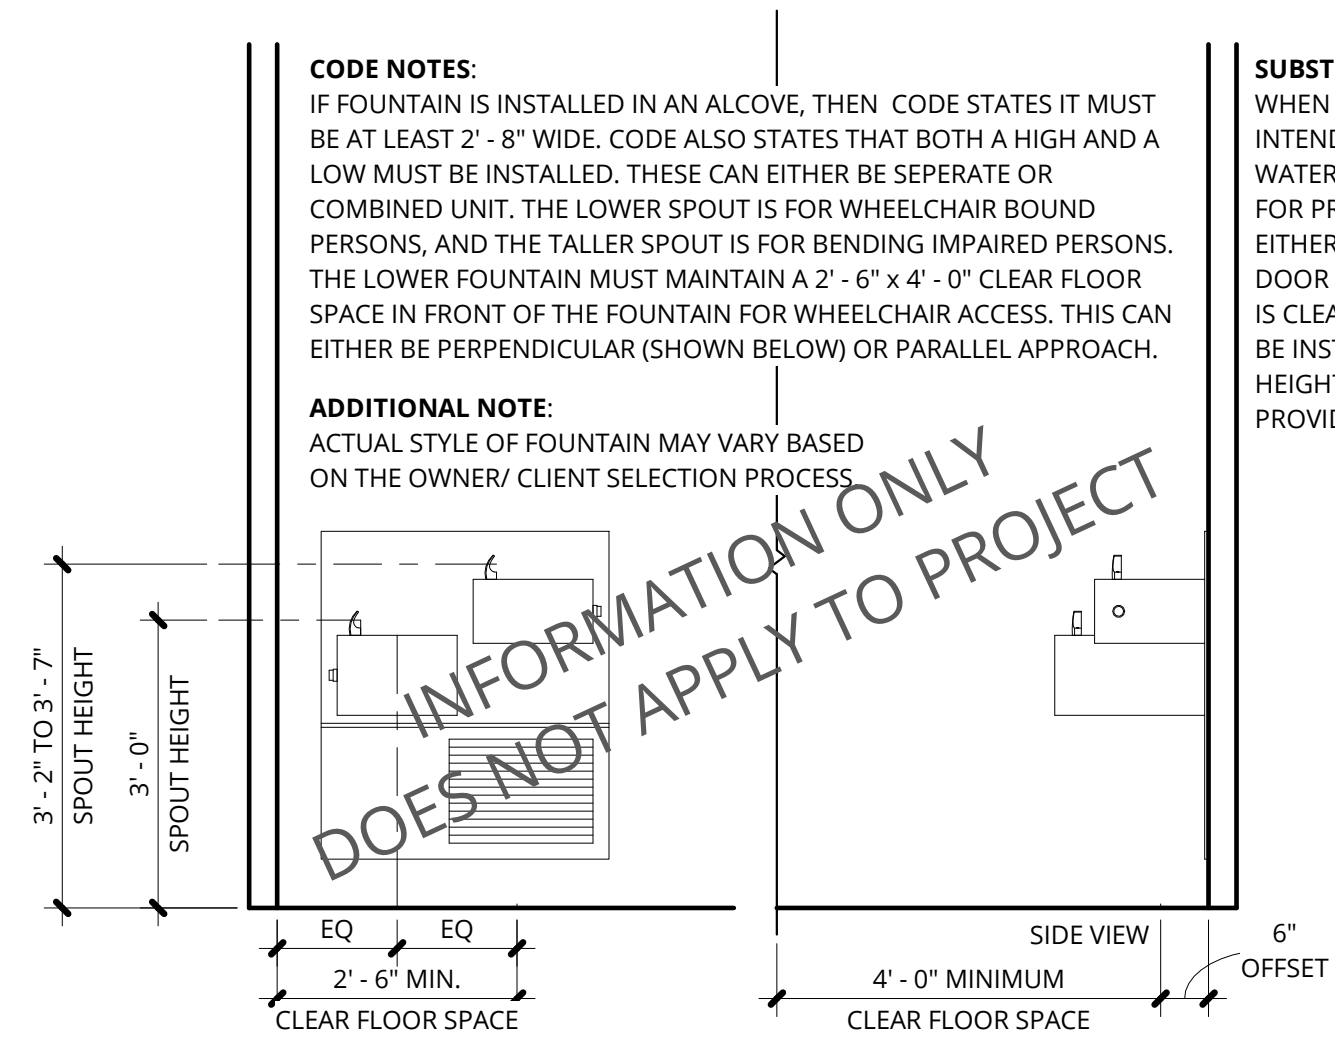 CODE NOTES:
IF FOUNTAIN IS INSTALLED IN AN ALCOVE, THEN CODE STATES IT MUST
BE AT LEAST 2' - 8" WIDE. CODE ALSO STATES THAT BOTH A HIGH AND A
LOW MUST BE INSTALLED. THESE CAN EITHER BE SEPERATE OR
COMBINED UNIT. THE LOWER SPOUT IS FOR WHEELCHAIR BOUND
PERSONS, AND THE TALLER SPOUT IS FOR BENDING IMPAIRED PERSONS.
THE LOWER FOUNTAIN MUST MAINTAIN A 2' - 6" x 4' - 0" CLEAR FLOOR
SPACE IN FRONT OF THE FOUNTAIN FOR WHEELCHAIR ACCESS. THIS CAN
EITHER BE PERPENDICULAR (SHOWN BELOW) OR PARALLEL APPROACH.
ADDITIONAL NOTE:
ACTUAL STYLE OF FOUNTAIN MAY VARY BASED
ON THE OWNER/ CLIENT SELECTION PROCESS.
SUBST
WHEN
INTEND
WATER
FOR PR
EITHER
DOOR
IS CLEA
BE INST
HEIGHT
PROVID
INFORMATION ONLY
DOES NOT APPLY TO PROJECT
3' - 2" TO 3' - 7"
SPOUT HEIGHT
3' - 0"
SPOUT HEIGHT
EQ EQ
2' - 6" MIN.
CLEAR FLOOR SPACE
SIDE VIEW
4' - 0" MINIMUM
CLEAR FLOOR SPACE
6"
OFFSET